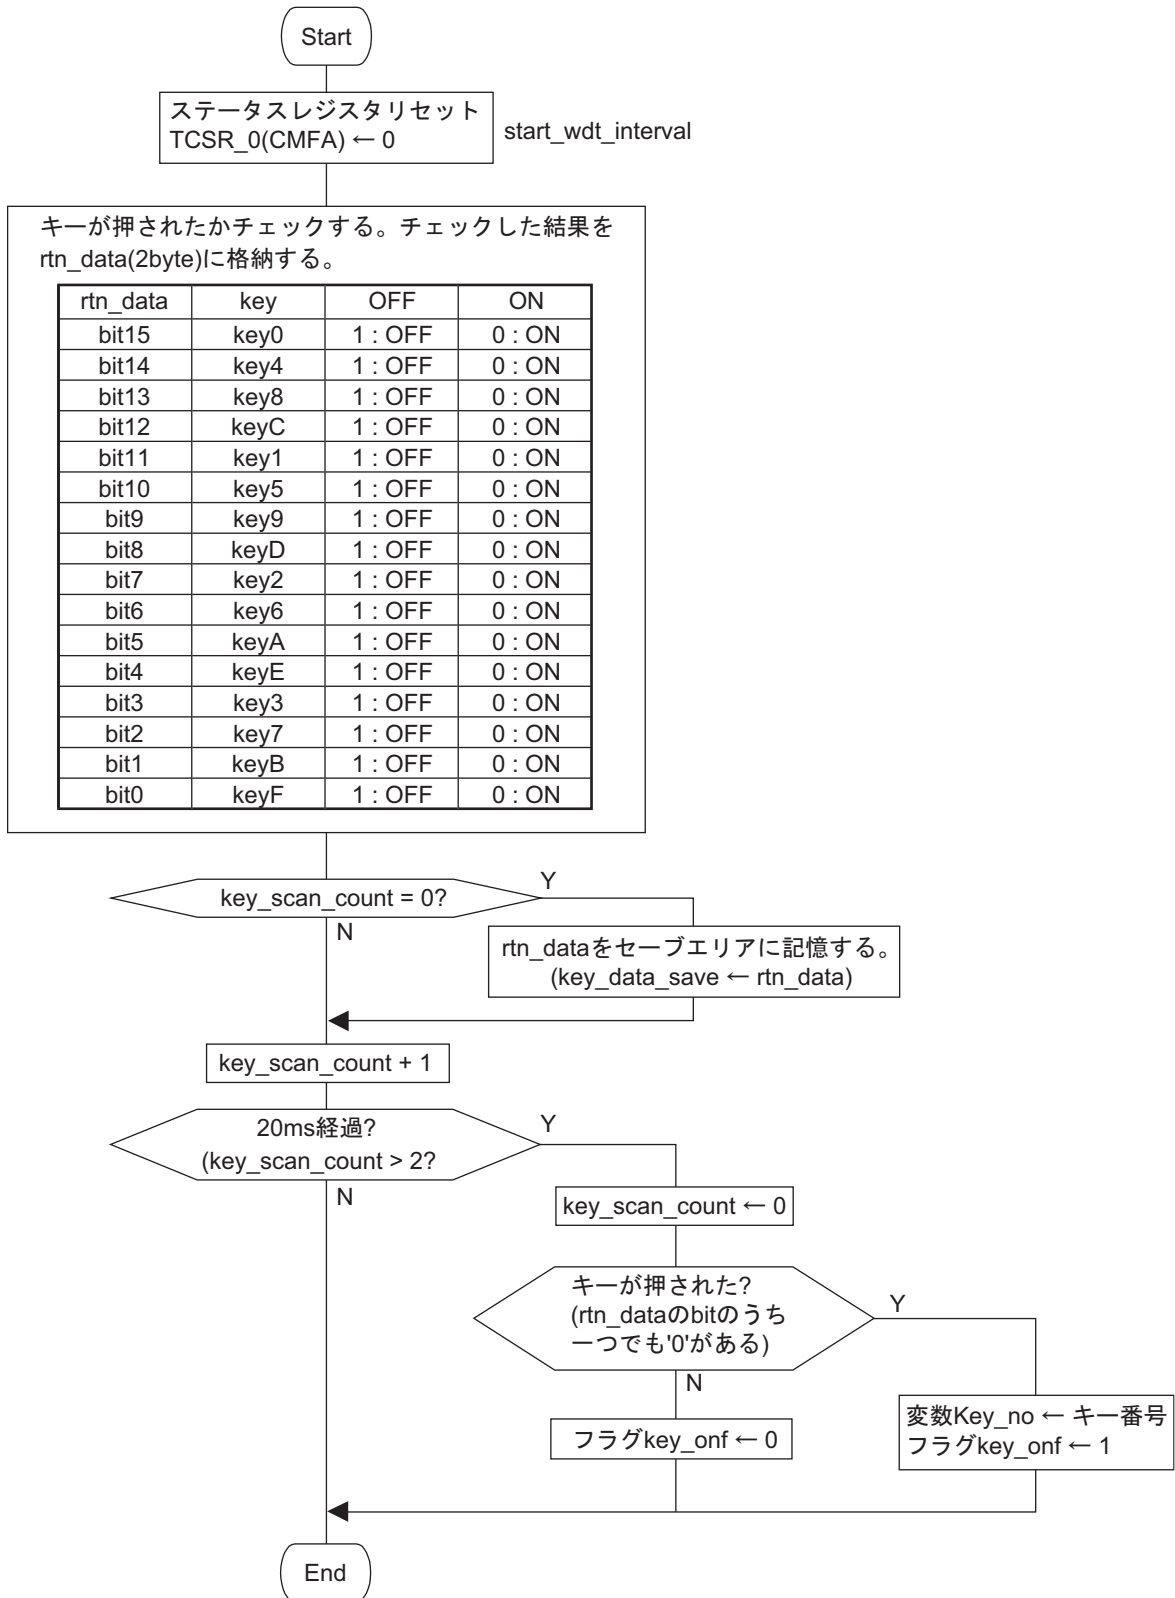 Start
ステータスレジスタリセット
TCSR_0(CMFA) ← 0
start_wdt_interval
キーが押されたかチェックする。チェックした結果を
rtn_data(2byte)に格納する。
rtn_data key OFF ON
bit15 key0 1 : OFF 0 : ON
bit14 key4 1 : OFF 0 : ON
bit13 key8 1 : OFF 0 : ON
bit12 keyC 1 : OFF 0 : ON
bit11 key1 1 : OFF 0 : ON
bit10 key5 1 : OFF 0 : ON
bit9 key9 1 : OFF 0 : ON
bit8 keyD 1 : OFF 0 : ON
bit7 key2 1 : OFF 0 : ON
bit6 key6 1 : OFF 0 : ON
bit5 keyA 1 : OFF 0 : ON
bit4 keyE 1 : OFF 0 : ON
bit3 key3 1 : OFF 0 : ON
bit2 key7 1 : OFF 0 : ON
bit1 keyB 1 : OFF 0 : ON
bit0 keyF 1 : OFF 0 : ON
key_scan_count = 0?
Y
N
rtn_dataをセーブエリアに記憶する。
(key_data_save ← rtn_data)
key_scan_count + 1
20ms経過?
(key_scan_count > 2?
Y
N
key_scan_count ← 0
キーが押された?
(rtn_dataのbitのうち
一つでも'0'がある)
Y
N
変数Key_no ← キー番号
フラグkey_onf ← 1
フラグkey_onf ← 0
End